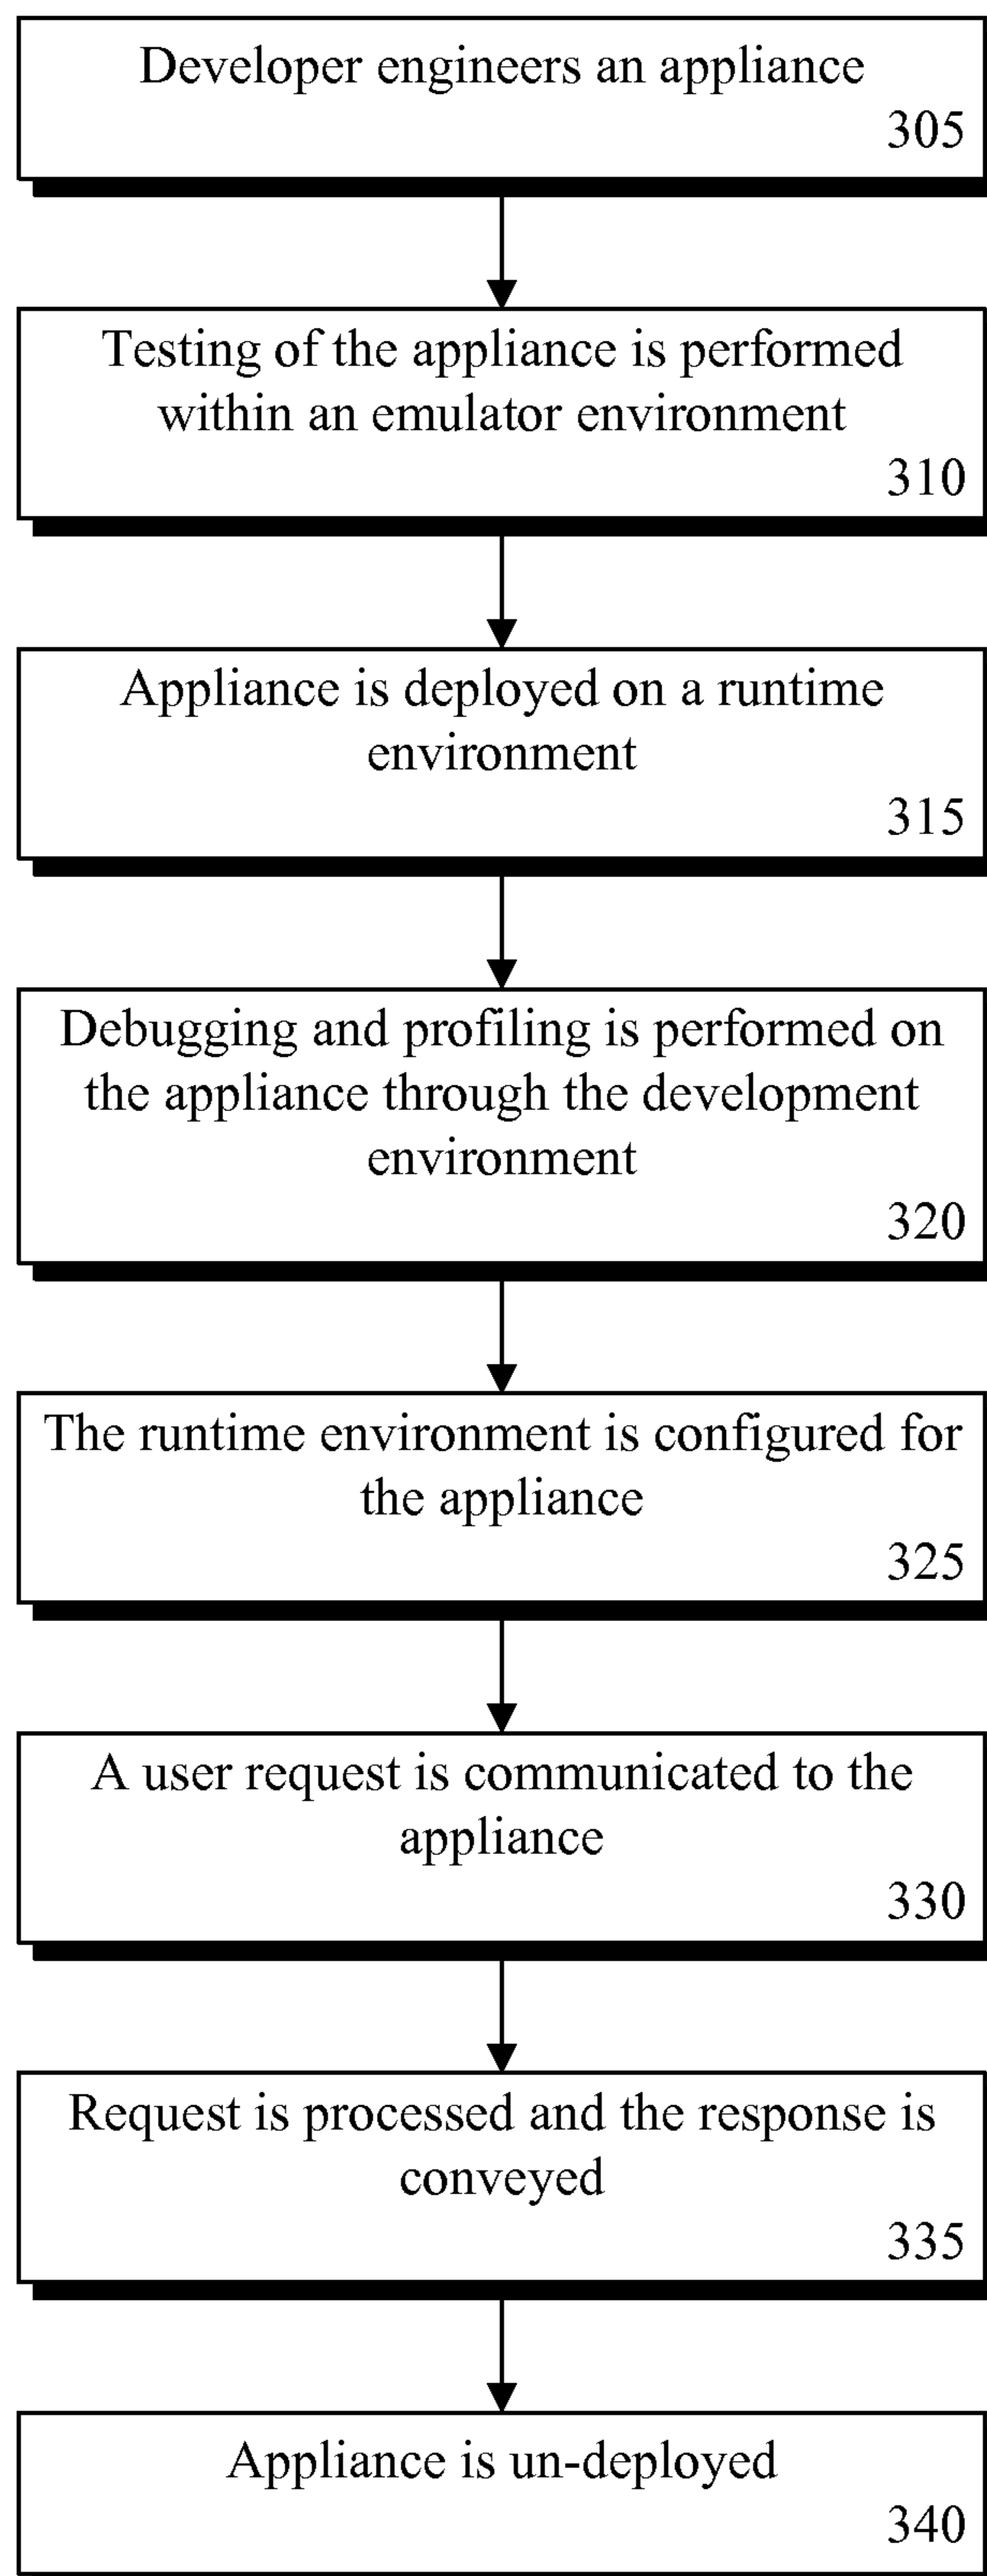 Developer engineers an appliance
305
Testing of the appliance is performed
within an emulator environment
310
Appliance is deployed on a runtime
environment
315
Debugging and profiling is performed on
the appliance through the development
environment
320
The runtime environment is configured for
the appliance
325
A user request is communicated to the
appliance
330
Request is processed and the response is
conveyed
335
Appliance is un-deployed
340